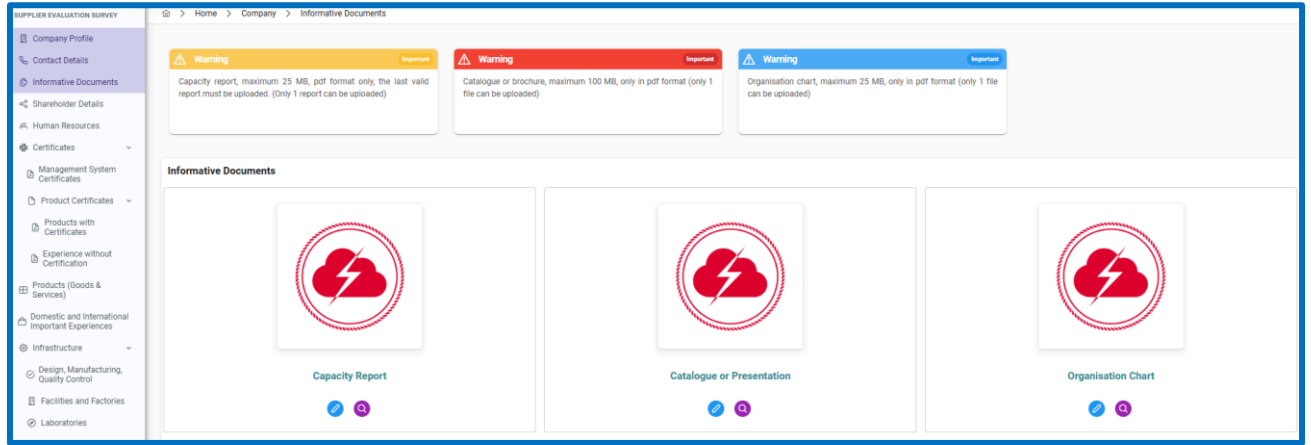 SUPPLIER EVALUATION SURVEY
> Home > Company > Informative Documents
Company Profile
Contact Details
Informative Documents
Shareholder Details
Human Resources
Certificates
Management System
Certificates
Product Certificates
Products with
Certificates
Experience without
Certification
Products (Goods &
Services)
Domestic and International
Important Experiences
Infrastructure
Design, Manufacturing,
Quality Control
Facilities and Factories
Laboratories
Warning Important
Capacity report, maximum 25 MB, pdf format only, the last valid
report must be uploaded. (Only 1 report can be uploaded)
Warning Important
Catalogue or brochure, maximum 100 MB, only in pdf format (only 1
file can be uploaded)
Warning Important
Organisation chart, maximum 25 MB, only in pdf format (only 1 file
can be uploaded)
Informative Documents
Capacity Report
Catalogue or Presentation
Organisation Chart